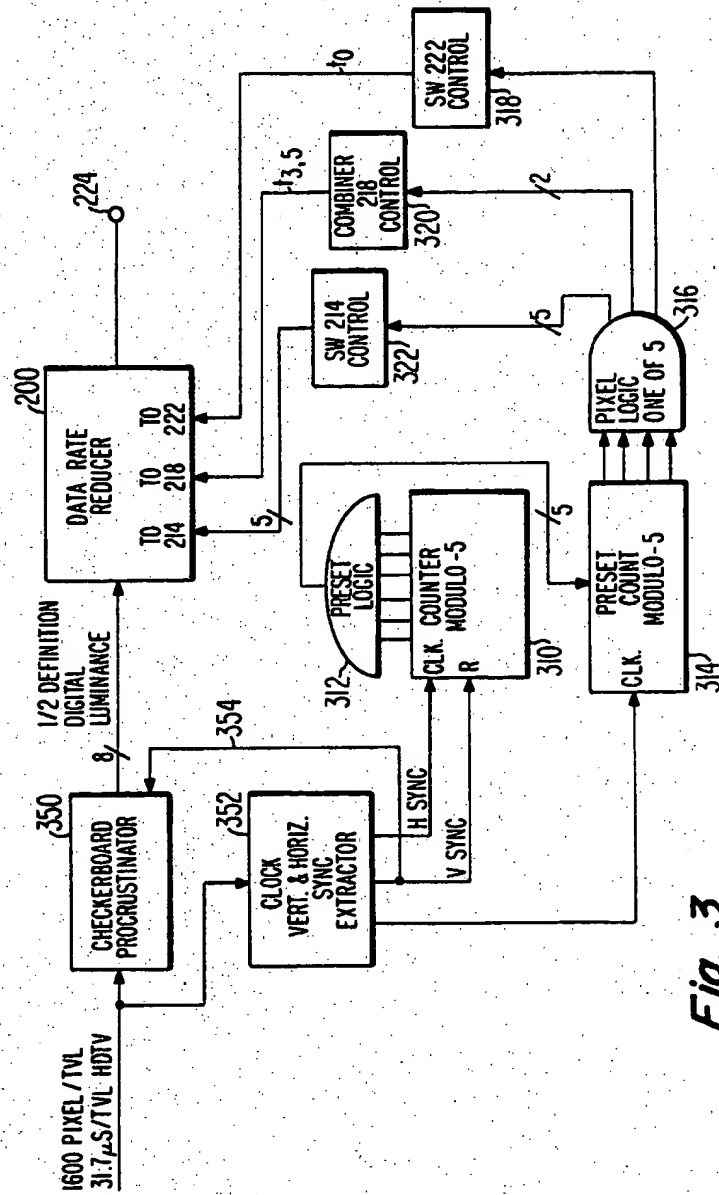 1600 PIXEL/TVL
31.7μS/TVL HDTV
350
CHECKERBOARD
PROCRUSTINATOR
8
1/2 DEFINITION
DIGITAL
LUMINANCE
200
DATA RATE
REDUCER
TO
214
TO
218
TO
222
224
354
352
CLOCK
VERT. & HORIZ.
SYNC
EXTRACTOR
H SYNC
V SYNC
312
PRESET
LOGIC
CLK.
R
COUNTER
MODULO-5
310
5
5
CLK.
PRESET
COUNT
MODULO-5
314
PIXEL
LOGIC
ONE OF 5
316
5
2
SW 214
CONTROL
322
COMBINER
218
CONTROL
320
t3,5
SW 222
CONTROL
318
t0
Fig. 3